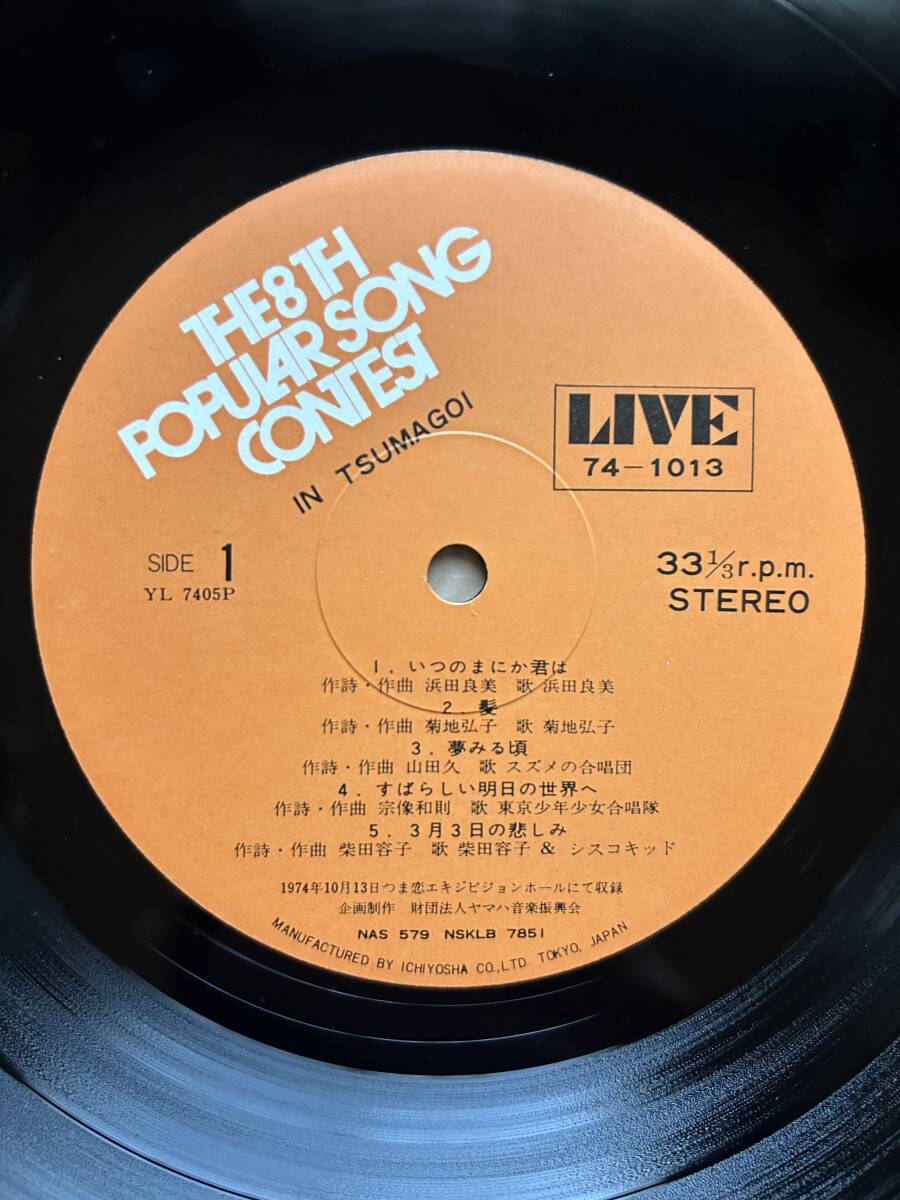 THE 8TH
POPULAR SONG
CONTEST
IN TSUMAGOI
LIVE
74-1013
SIDE 1
YL 7405P
33 1/3 r.p.m.
STEREO
1. いつのまにか君は
作詩・作曲 浜田良美 歌 浜田良美
2. 髪
作詩・作曲 菊地弘子 歌 菊地弘子
3. 夢みる頃
作詩・作曲 山田久 歌 スズメの合唱団
4. すばらしい明日の世界へ
作詩・作曲 宗像和則 歌 東京少年少女合唱隊
5. 3月3日の悲しみ
作詩・作曲 柴田容子 歌 柴田容子 & シスコキッド
1974年10月13日つま恋エキジビジョンホールにて収録
企画制作 財団法人ヤマハ音楽振興会
NAS 579 NSKLB 7851
MANUFACTURED BY ICHIYOSHA CO., LTD. TOKYO, JAPAN